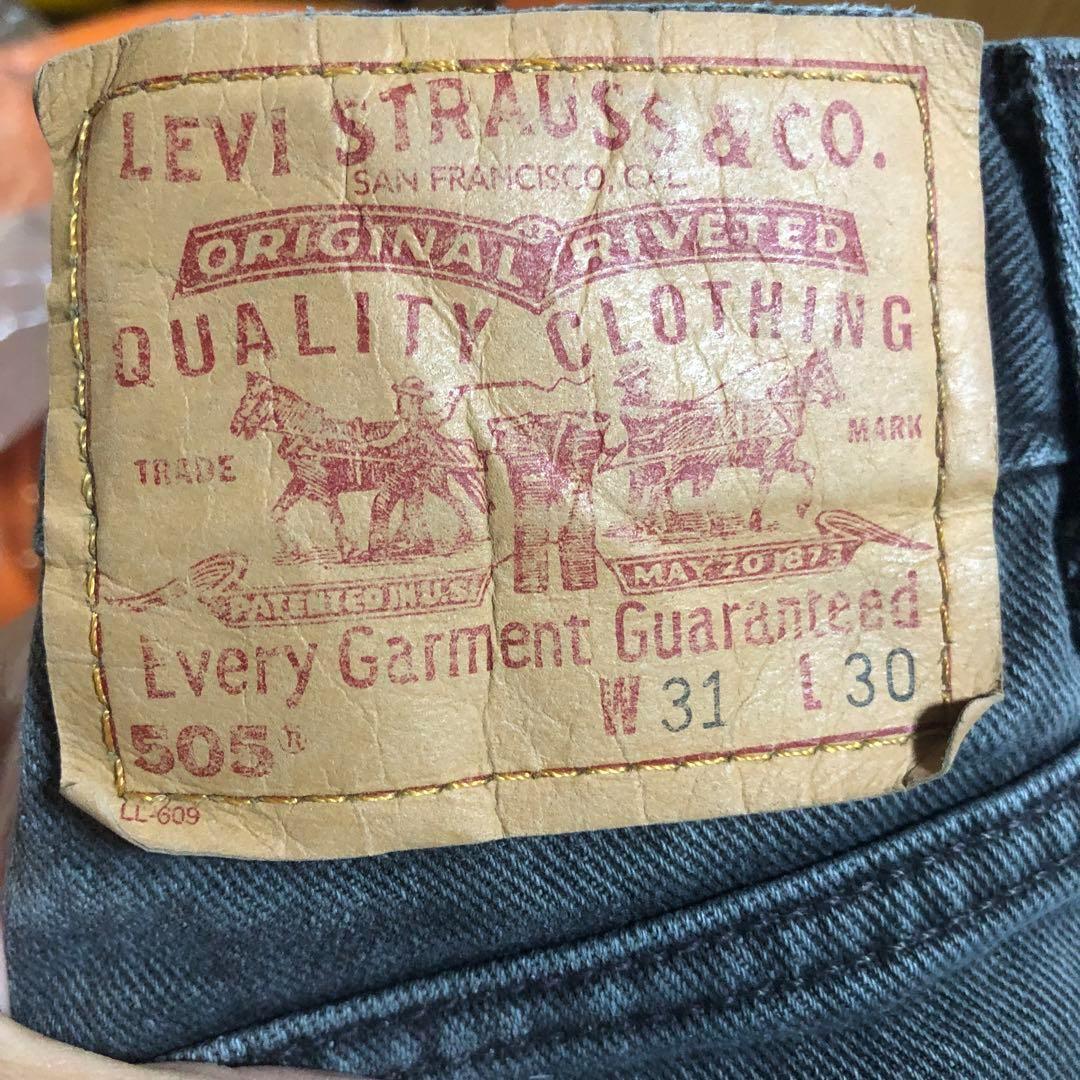 LEVI STRAUSS & CO.
SAN FRANCISCO, CAL.
ORIGINAL RIVETED
QUALITY CLOTHING
TRADE MARK
PATENTED IN U.S. MAY 20 1873
Every Garment Guaranteed
W 31 L 30
505®
LL-609